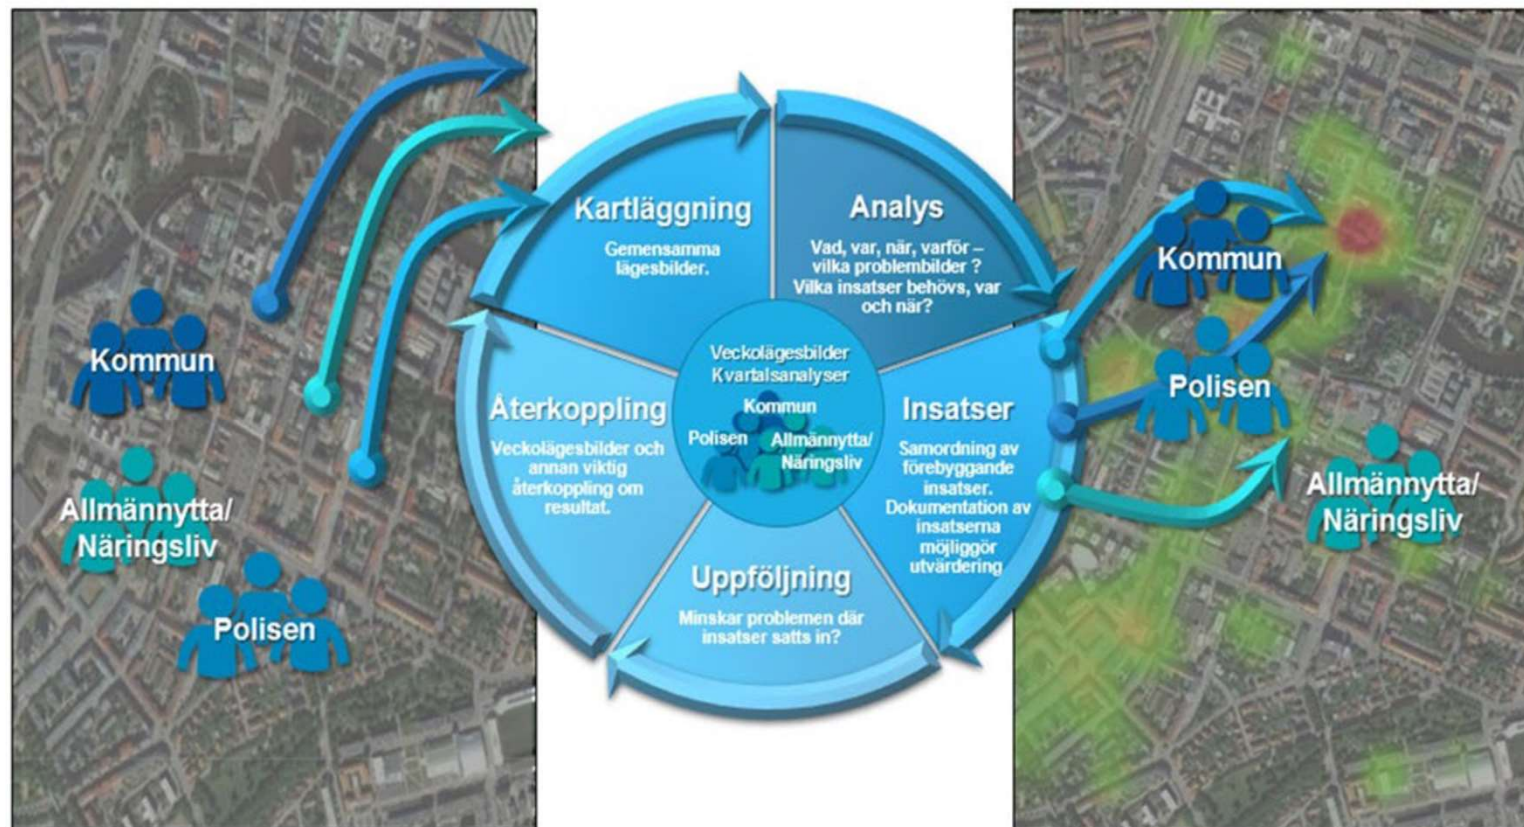 Kommun
Allmännytta/
Näringsliv
Polisen
Kartläggning
Gemensamma
lägesbilder.
Analys
Vad, var, när, varför –
vilka problembilder ?
Vilka insatser behövs, var
och när?
Insatser
Samordning av
förebyggande
insatser.
Dokumentation av
insatserna
möjliggör
utvärdering
Uppföljning
Minskar problemen där
insatser satts in?
Återkoppling
Veckolägesbilder och
annan viktig
återkoppling om
resultat.
Veckolägesbilder
Kvartalsanalyser
Kommun
Polisen
Allmännytta/
Näringsliv
Kommun
Polisen
Allmännytta/
Näringsliv